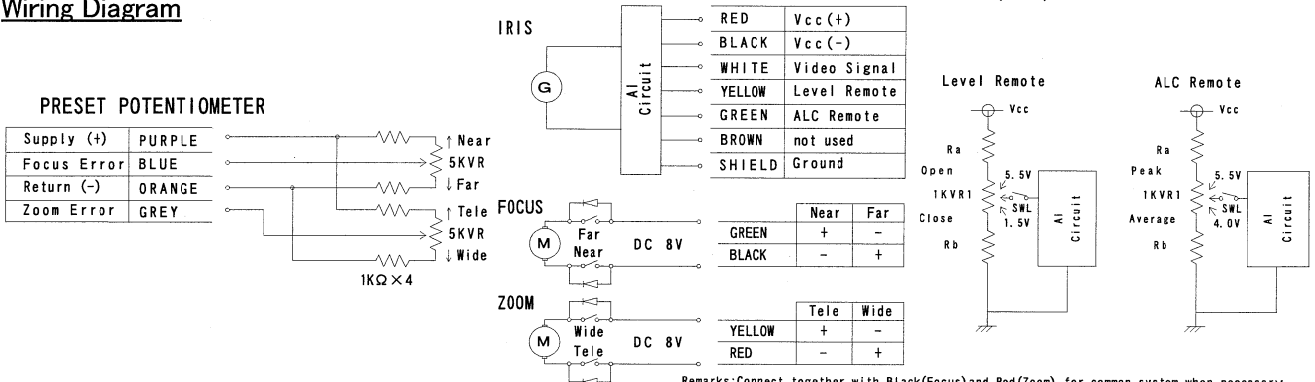 Wiring Diagram
PRESET POTENTIOMETER
Supply (+) PURPLE
Focus Error BLUE
Return (-) ORANGE
Zoom Error GREY
↑ Near
5KVR
↓ Far
↑ Tele
5KVR
↓ Wide
1KΩ×4
IRIS
G
AI Circuit
RED Vcc(+)
BLACK Vcc(-)
WHITE Video Signal
YELLOW Level Remote
GREEN ALC Remote
BROWN not used
SHIELD Ground
FOCUS
M
Far
Near
DC 8V
Near Far
GREEN + -
BLACK - +
ZOOM
M
Wide
Tele
DC 8V
Tele Wide
YELLOW + -
RED - +
Level Remote
Vcc
Ra
Open
5.5V
1KVR1
SWL
Close
1.5V
Rb
AI Circuit
ALC Remote
Vcc
Ra
Peak
5.5V
1KVR1
SWL
Average
4.0V
Rb
AI Circuit
Remarks:Connect together with Black(Focus)and Red(Zoom) for common system when necessary